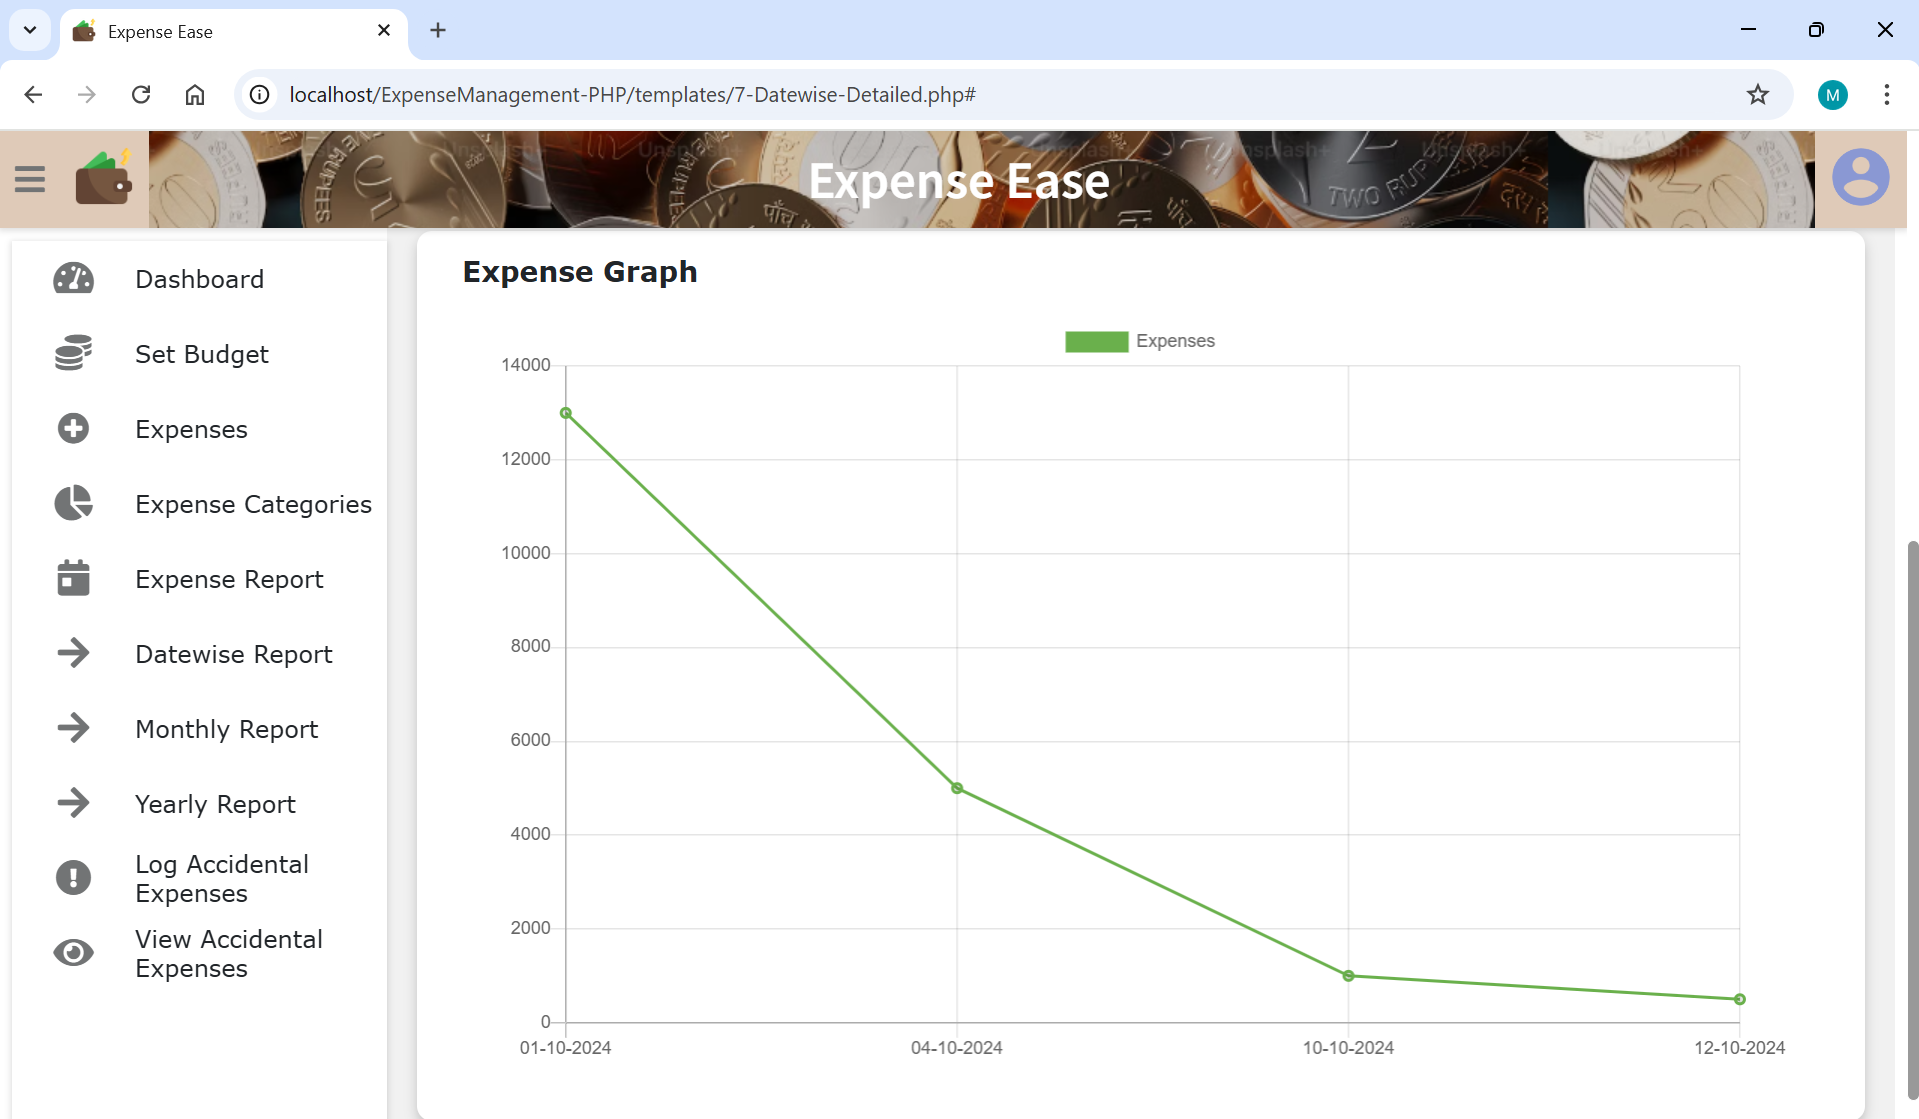 Expense Ease
localhost/ExpenseManagement-PHP/templates/7-Datewise-Detailed.php#
M
Expense Ease
TWO RUP
पाँच
Dashboard
Set Budget
Expenses
Expense Categories
Expense Report
Datewise Report
Monthly Report
Yearly Report
Log Accidental
Expenses
View Accidental
Expenses
Expense Graph
Expenses
14000
12000
10000
8000
6000
4000
2000
0
01-10-2024
04-10-2024
10-10-2024
12-10-2024